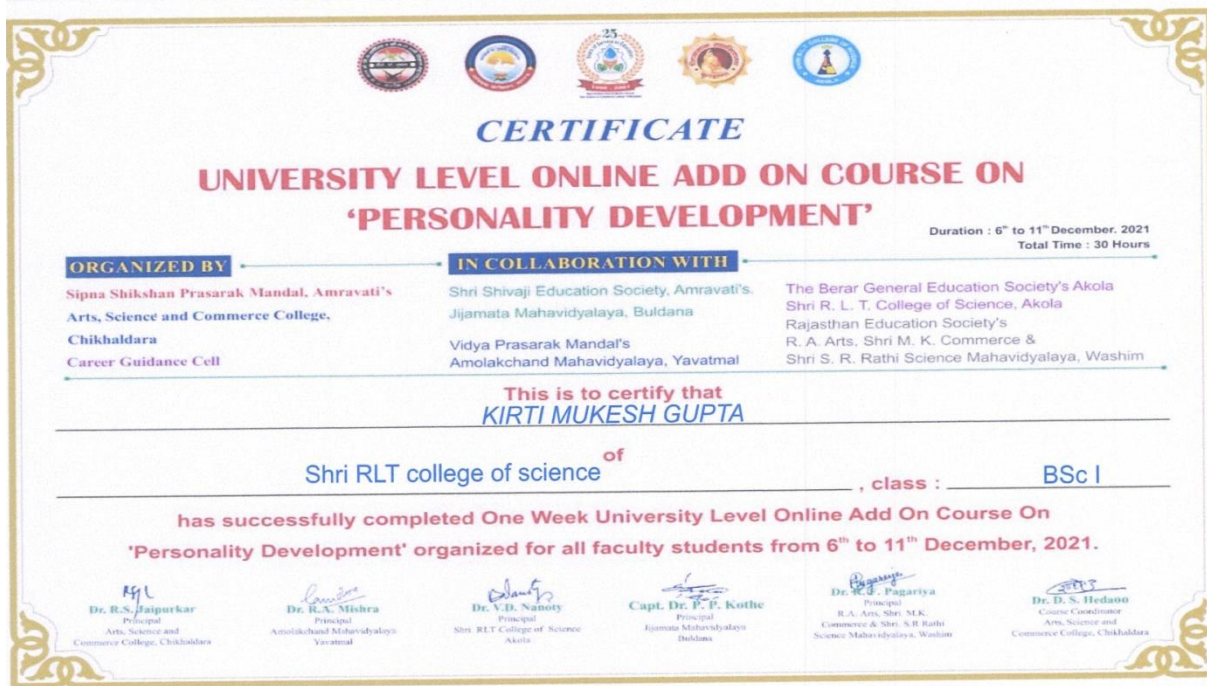 25
CERTIFICATE
UNIVERSITY LEVEL ONLINE ADD ON COURSE ON
‘PERSONALITY DEVELOPMENT’
Duration : 6th to 11th December. 2021
Total Time : 30 Hours
ORGANIZED BY
Sipna Shikshan Prasarak Mandal, Amravati's
Arts, Science and Commerce College,
Chikhaldara
Career Guidance Cell
IN COLLABORATION WITH
Shri Shivaji Education Society, Amravati's.
Jijamata Mahavidyalaya, Buldana
Vidya Prasarak Mandal's
Amolakchand Mahavidyalaya, Yavatmal
The Berar General Education Society's Akola
Shri R. L. T. College of Science, Akola
Rajasthan Education Society's
R. A. Arts, Shri M. K. Commerce &
Shri S. R. Rathi Science Mahavidyalaya, Washim
This is to certify that
KIRTI MUKESH GUPTA
of
Shri RLT college of science , class : BSc I
has successfully completed One Week University Level Online Add On Course On
'Personality Development' organized for all faculty students from 6th to 11th December, 2021.
Dr. R.S. Jaipurkar
Principal
Arts, Science and
Commerce College, Chikhaldara
Dr. R.A. Mishra
Principal
Amolakchand Mahavidyalaya
Yavatmal
Dr. V.D. Nanoty
Principal
Shri. RLT College of Science
Akola
Capt. Dr. P. P. Kothe
Principal
Jijamata Mahavidyalaya
Buldana
Dr. R. F. Pagariya
Principal
R.A. Arts, Shri. M.K.
Commerce & Shri. S.R Rathi
Science Mahavidyalaya, Washim
Dr. D. S. Hedaoo
Course Coordinator
Arts, Science and
Commerce College, Chikhaldara